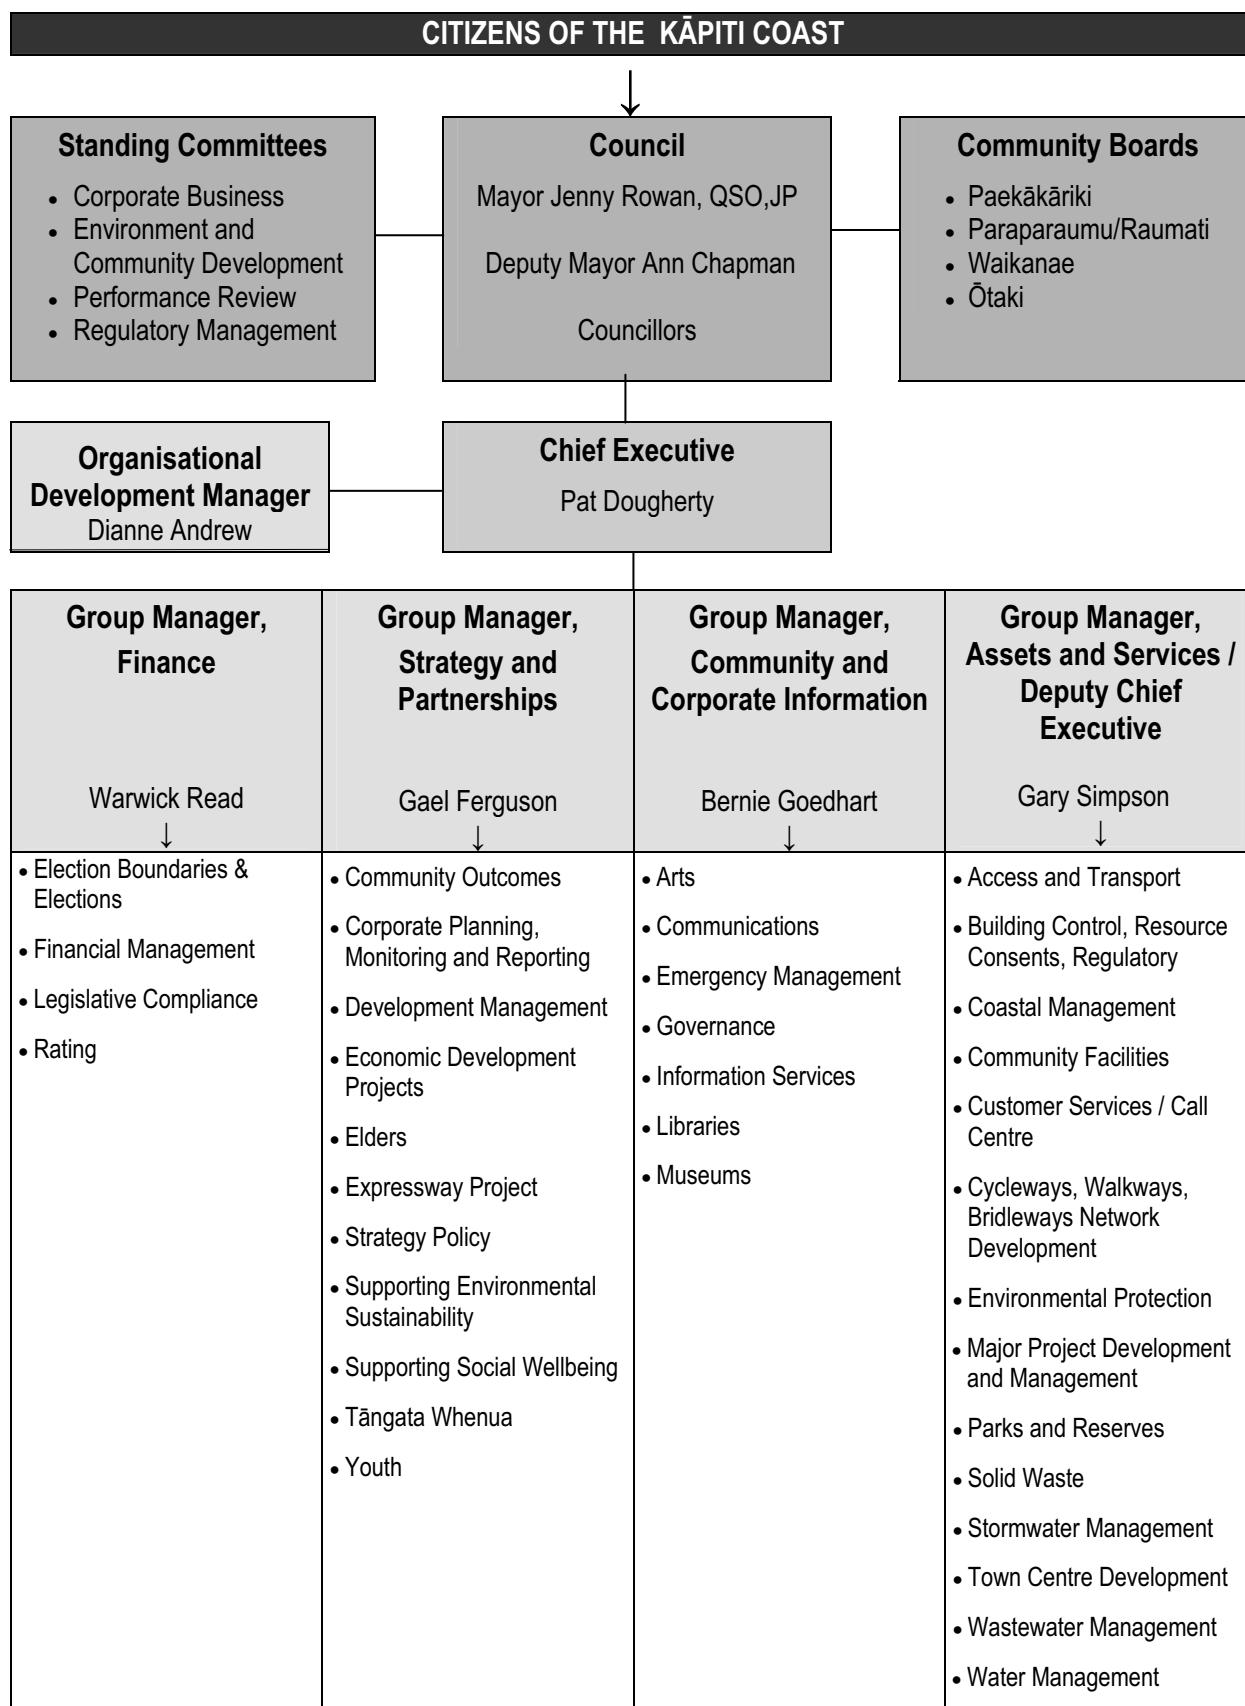 CITIZENS OF THE KĀPITI COAST
↓
Standing Committees
• Corporate Business
• Environment and
Community Development
• Performance Review
• Regulatory Management
Council
Mayor Jenny Rowan, QSO,JP
Deputy Mayor Ann Chapman
Councillors
Community Boards
• Paekākāriki
• Paraparaumu/Raumati
• Waikanae
• Ōtaki
Organisational
Development Manager
Dianne Andrew
Chief Executive
Pat Dougherty
Group Manager,
Finance
Warwick Read
↓
• Election Boundaries &
Elections
• Financial Management
• Legislative Compliance
• Rating
Group Manager,
Strategy and
Partnerships
Gael Ferguson
↓
• Community Outcomes
• Corporate Planning,
Monitoring and Reporting
• Development Management
• Economic Development
Projects
• Elders
• Expressway Project
• Strategy Policy
• Supporting Environmental
Sustainability
• Supporting Social Wellbeing
• Tāngata Whenua
• Youth
Group Manager,
Community and
Corporate Information
Bernie Goedhart
↓
• Arts
• Communications
• Emergency Management
• Governance
• Information Services
• Libraries
• Museums
Group Manager,
Assets and Services /
Deputy Chief
Executive
Gary Simpson
↓
• Access and Transport
• Building Control, Resource
Consents, Regulatory
• Coastal Management
• Community Facilities
• Customer Services / Call
Centre
• Cycleways, Walkways,
Bridleways Network
Development
• Environmental Protection
• Major Project Development
and Management
• Parks and Reserves
• Solid Waste
• Stormwater Management
• Town Centre Development
• Wastewater Management
• Water Management